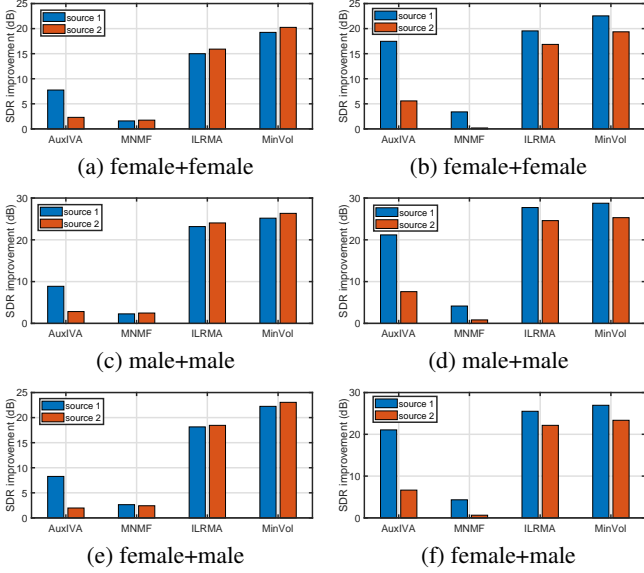 25
20
15
10
5
0
SDR improvement (dB)
source 1
source 2
AuxIVA MNMF ILRMA MinVol
(a) female+female
25
20
15
10
5
0
SDR improvement (dB)
source 1
source 2
AuxIVA MNMF ILRMA MinVol
(b) female+female
30
20
10
0
SDR improvement (dB)
source 1
source 2
AuxIVA MNMF ILRMA MinVol
(c) male+male
30
20
10
0
SDR improvement (dB)
source 1
source 2
AuxIVA MNMF ILRMA MinVol
(d) male+male
25
20
15
10
5
0
SDR improvement (dB)
source 1
source 2
AuxIVA MNMF ILRMA MinVol
(e) female+male
30
20
10
0
SDR improvement (dB)
source 1
source 2
AuxIVA MNMF ILRMA MinVol
(f) female+male